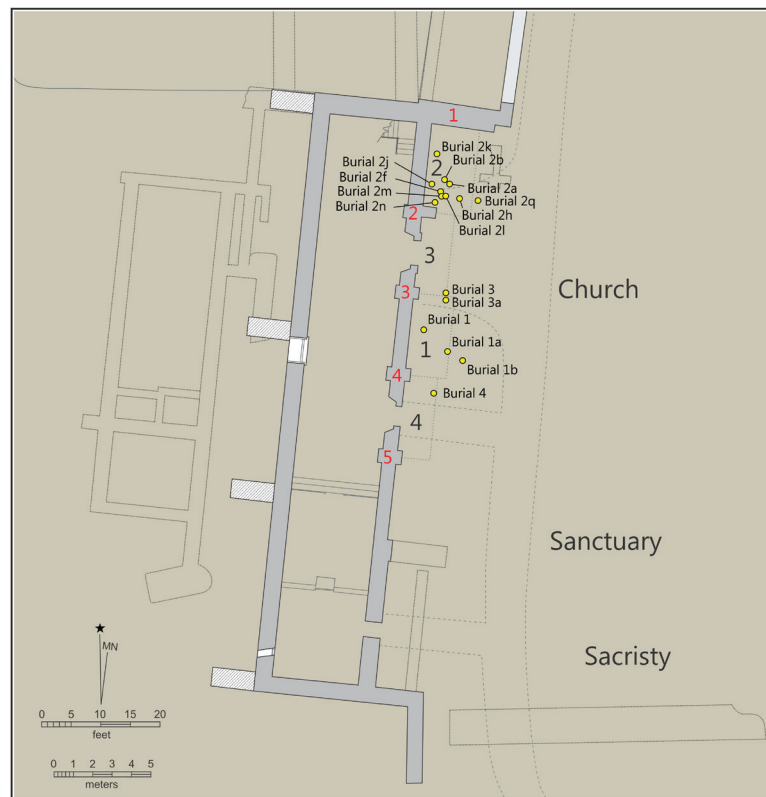 1
Burial 2k
Burial 2j
Burial 2b
2
Burial 2f
Burial 2a
Burial 2m
Burial 2q
Burial 2n
Burial 2h
2
Burial 2l
3
Church
3
Burial 3
Burial 3a
Burial 1
1
Burial 1a
Burial 1b
4
Burial 4
4
5
Sanctuary
Sacristy
MN
0 5 10 20
feet
0 1 2 3 4 5
meters